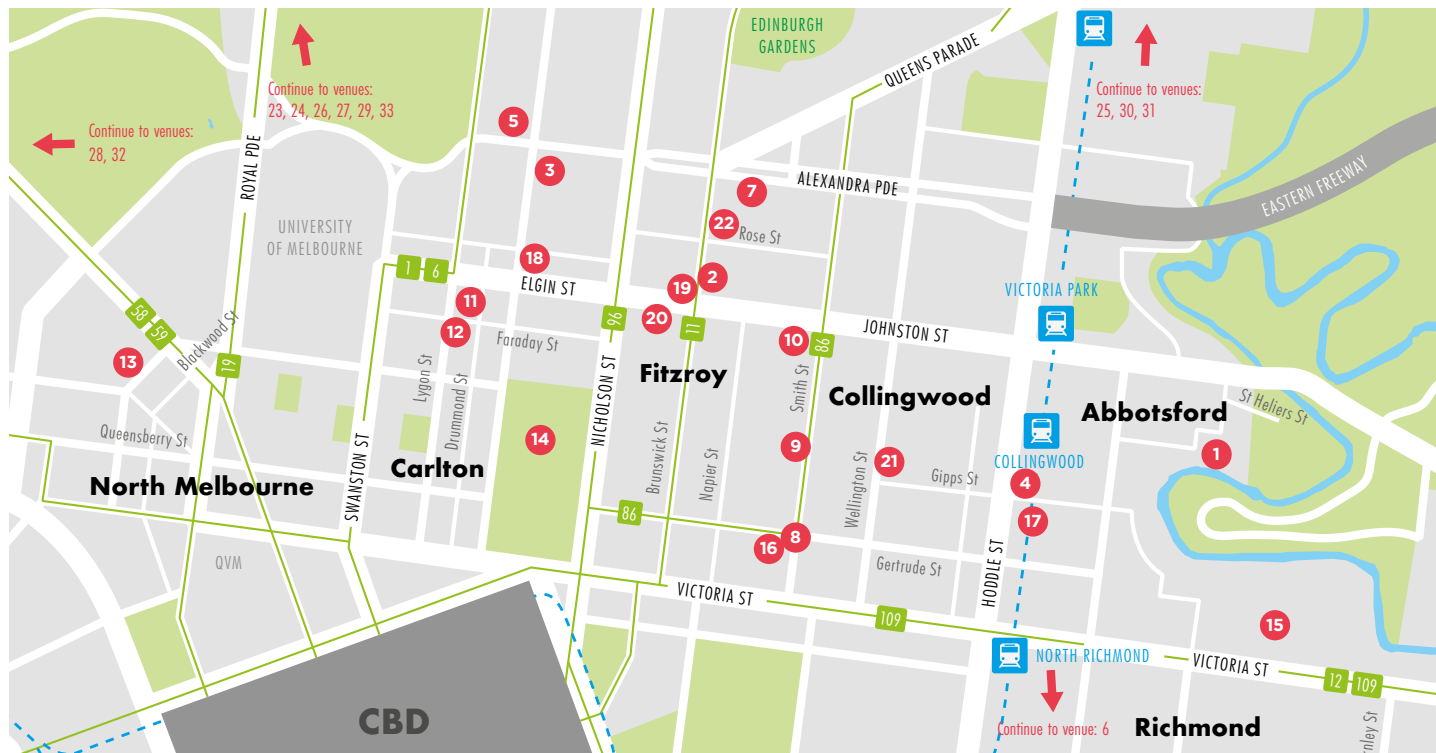 EDINBURGH
GARDENS
QUEENS PARADE
Continue to venues:
23, 24, 26, 27, 29, 33
Continue to venues:
25, 30, 31
Continue to venues:
28, 32
5
3
ROYAL PDE
ALEXANDRA PDE
7
EASTERN FREEWAY
UNIVERSITY
OF MELBOURNE
22
Rose St
18
1
6
ELGIN ST
2
19
VICTORIA PARK
11
20
58
59
Blackwood St
12
Faraday St
96
11
10
86
JOHNSTON ST
13
19
Fitzroy
Lygon St
Drummond St
NICHOLSON ST
Smith St
Collingwood
Abbotsford
St Heliers St
Queensberry St
14
9
1
SWANSTON ST
Carlton
Brunswick St
Napier St
Wellington St
21
COLLINGWOOD
Gipps St
4
North Melbourne
86
17
16
8
QVM
Gertrude St
HODDLE ST
VICTORIA ST
109
15
NORTH RICHMOND
VICTORIA ST
12
109
CBD
Continue to venue: 6
Richmond
nley St